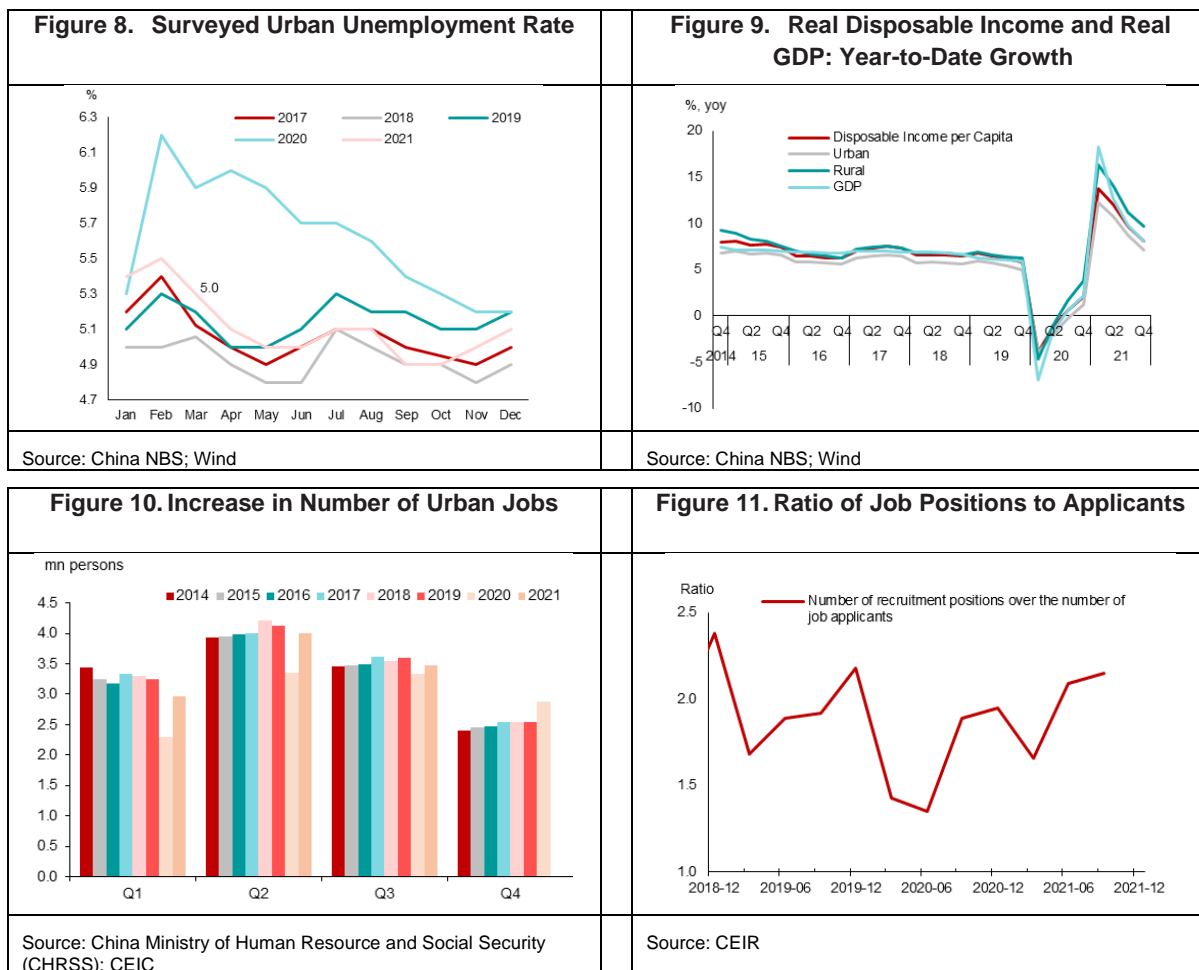 Figure 8. Surveyed Urban Unemployment Rate
%
6.3
6.1
5.9
5.7
5.5
5.3
5.1
4.9
4.7
2017 2018 2019
2020 2021
5.0
Jan Feb Mar Apr May Jun Jul Aug Sep Oct Nov Dec
Source: China NBS; Wind
Figure 9. Real Disposable Income and Real
GDP: Year-to-Date Growth
%, yoy
20
15
10
5
0
-5
-10
Disposable Income per Capita
Urban
Rural
GDP
Q4 Q2 Q4 Q2 Q4 Q2 Q4 Q2 Q4 Q2 Q4 Q2 Q4 Q2 Q4
2014 15 16 17 18 19 20 21
Source: China NBS; Wind
Figure 10. Increase in Number of Urban Jobs
mn persons
4.5
4.0
3.5
3.0
2.5
2.0
1.5
1.0
0.5
0.0
2014 2015 2016 2017 2018 2019 2020 2021
Q1 Q2 Q3 Q4
Source: China Ministry of Human Resource and Social Security
(CHRSS); CEIC
Figure 11. Ratio of Job Positions to Applicants
Ratio
2.5
2.0
1.5
1.0
Number of recruitment positions over the number of
job applicants
2018-12 2019-06 2019-12 2020-06 2020-12 2021-06 2021-12
Source: CEIR